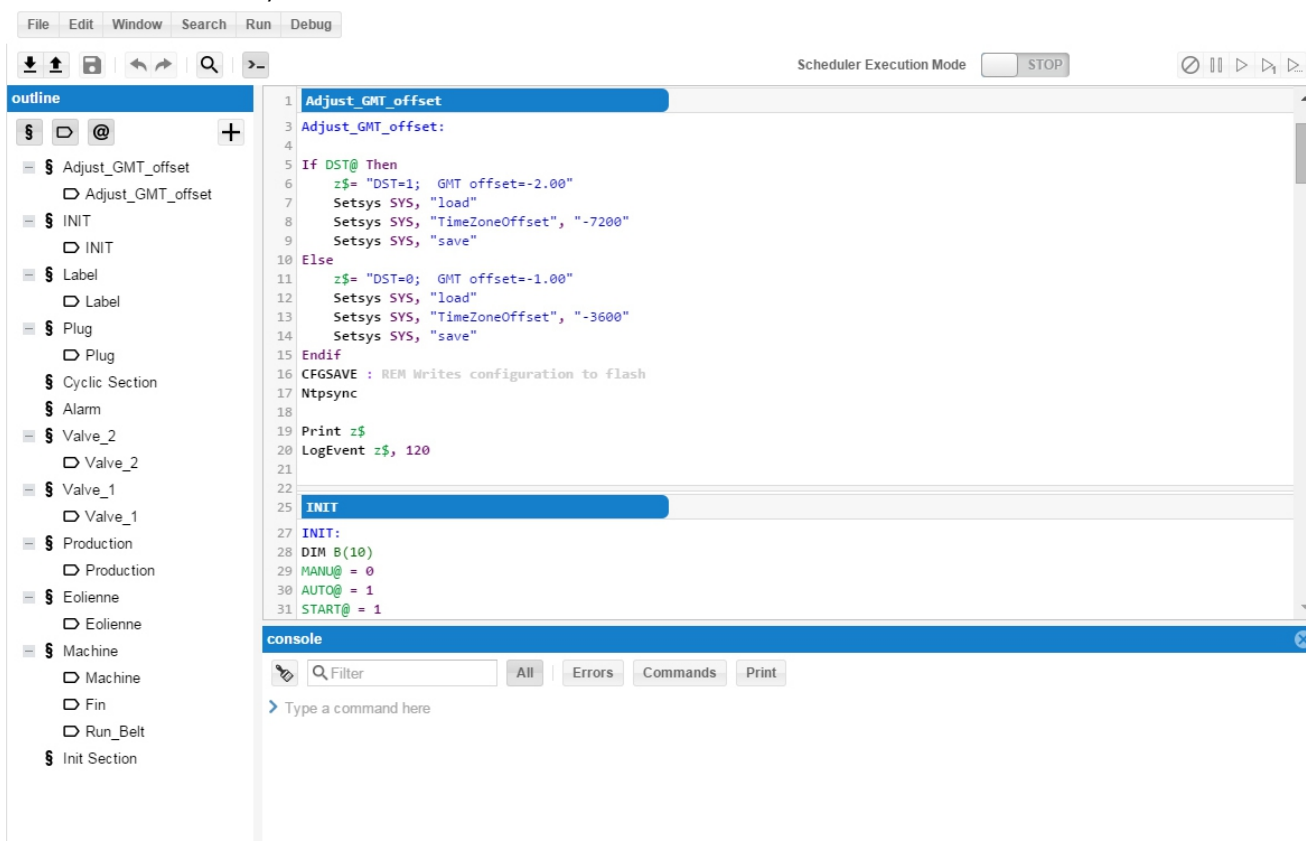 File Edit Window Search Run Debug
Scheduler Execution Mode STOP
outline
§ @ +
§ Adjust_GMT_offset
Adjust_GMT_offset
§ INIT
INIT
§ Label
Label
§ Plug
Plug
§ Cyclic Section
§ Alarm
§ Valve_2
Valve_2
§ Valve_1
Valve_1
§ Production
Production
§ Eolienne
Eolienne
§ Machine
Machine
Fin
Run_Belt
§ Init Section
1 Adjust_GMT_offset
3 Adjust_GMT_offset:
4
5 If DST@ Then
6 z$= "DST=1;  GMT offset=-2.00"
7 Setsys SYS, "load"
8 Setsys SYS, "TimeZoneOffset", "-7200"
9 Setsys SYS, "save"
10 Else
11 z$= "DST=0;  GMT offset=-1.00"
12 Setsys SYS, "load"
13 Setsys SYS, "TimeZoneOffset", "-3600"
14 Setsys SYS, "save"
15 Endif
16 CFGSAVE : REM Writes configuration to flash
17 Ntpsync
18
19 Print z$
20 LogEvent z$, 120
21
22
25 INIT
27 INIT:
28 DIM B(10)
29 MANU@ = 0
30 AUTO@ = 1
31 START@ = 1
console
Filter All Errors Commands Print
Type a command here